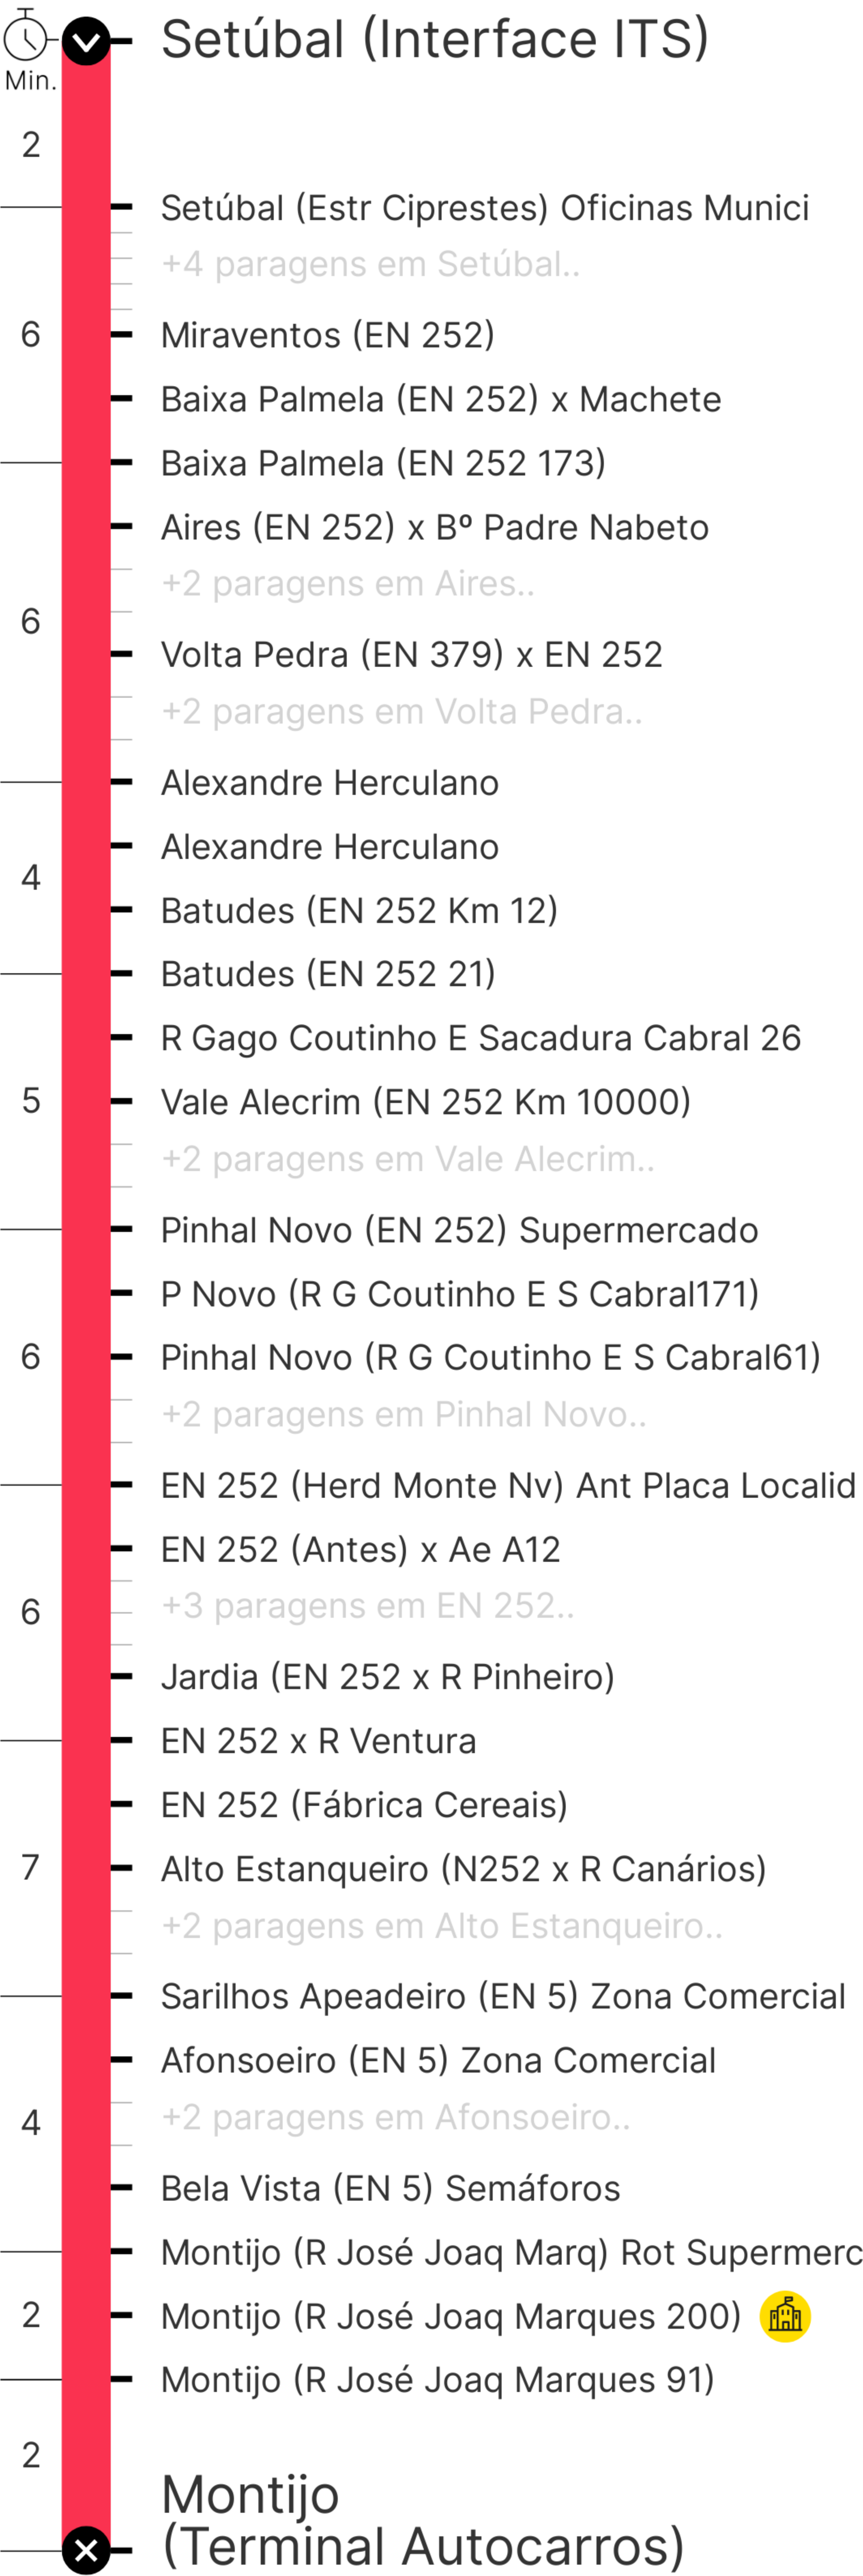 Setúbal (Interface ITS)
Min.
2
Setúbal (Estr Ciprestes) Oficinas Munici
+4 paragens em Setúbal..
6
Miraventos (EN 252)
Baixa Palmela (EN 252) x Machete
Baixa Palmela (EN 252 173)
Aires (EN 252) x Bº Padre Nabeto
+2 paragens em Aires..
6
Volta Pedra (EN 379) x EN 252
+2 paragens em Volta Pedra..
Alexandre Herculano
Alexandre Herculano
4
Batudes (EN 252 Km 12)
Batudes (EN 252 21)
R Gago Coutinho E Sacadura Cabral 26
5
Vale Alecrim (EN 252 Km 10000)
+2 paragens em Vale Alecrim..
Pinhal Novo (EN 252) Supermercado
P Novo (R G Coutinho E S Cabral171)
6
Pinhal Novo (R G Coutinho E S Cabral61)
+2 paragens em Pinhal Novo..
EN 252 (Herd Monte Nv) Ant Placa Localid
EN 252 (Antes) x Ae A12
+3 paragens em EN 252..
6
Jardia (EN 252 x R Pinheiro)
EN 252 x R Ventura
EN 252 (Fábrica Cereais)
7
Alto Estanqueiro (N252 x R Canários)
+2 paragens em Alto Estanqueiro..
Sarilhos Apeadeiro (EN 5) Zona Comercial
Afonsoeiro (EN 5) Zona Comercial
+2 paragens em Afonsoeiro..
4
Bela Vista (EN 5) Semáforos
Montijo (R José Joaq Marq) Rot Supermerc
2
Montijo (R José Joaq Marques 200)
Montijo (R José Joaq Marques 91)
2
Montijo
(Terminal Autocarros)